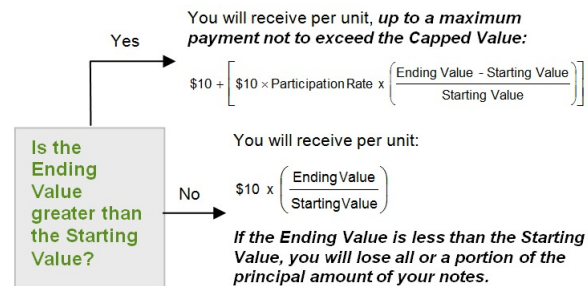 You will receive per unit, up to a maximum
payment not to exceed the Capped Value:
Yes
$10 + [ $10 × Participation Rate x ( Ending Value - Starting Value / Starting Value ) ]
Is the
Ending
Value
greater than
the Starting
Value?
No
You will receive per unit:
$10 x ( Ending Value / Starting Value )
If the Ending Value is less than the Starting
Value, you will lose all or a portion of the
principal amount of your notes.